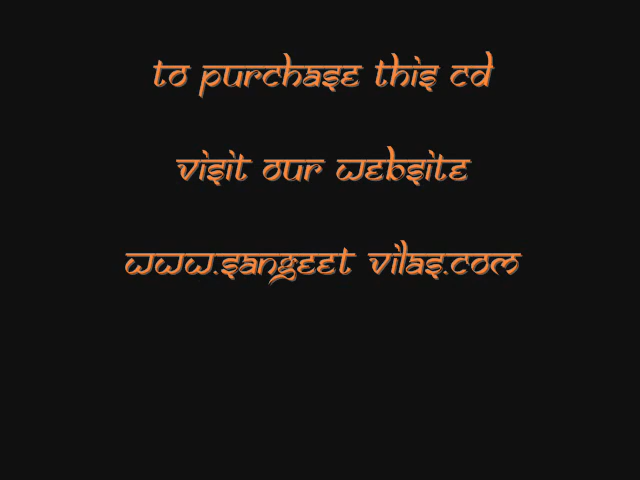 to purchase this cd
visit our website
www.sangeet vilas.com